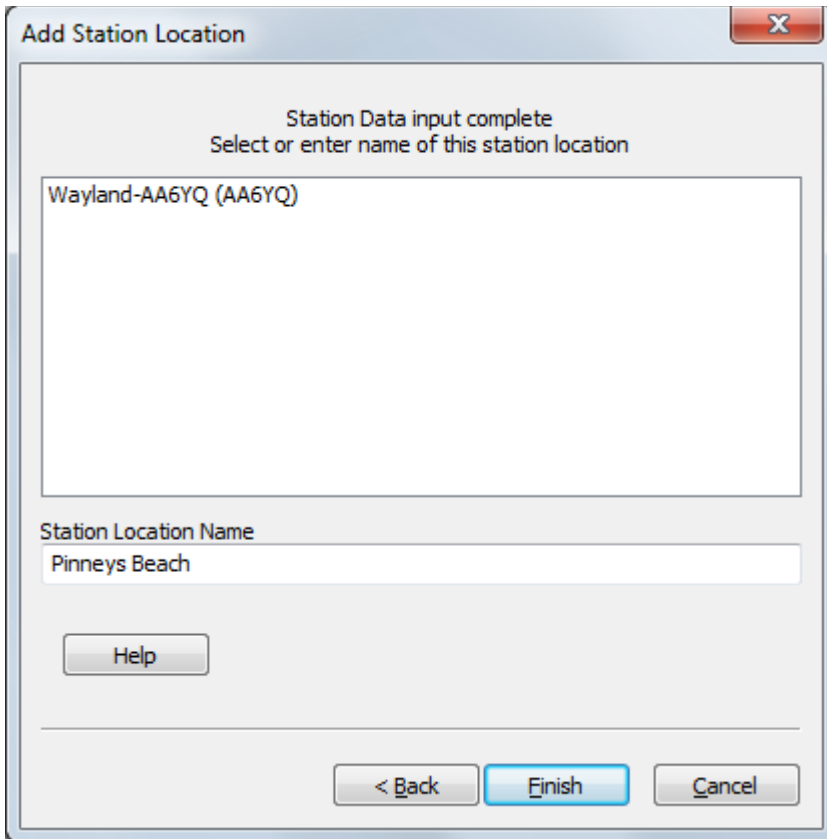 Add Station Location
Station Data input complete
Select or enter name of this station location
Wayland-AA6YQ (AA6YQ)
Station Location Name
Pinneys Beach
Help
< Back Finish Cancel